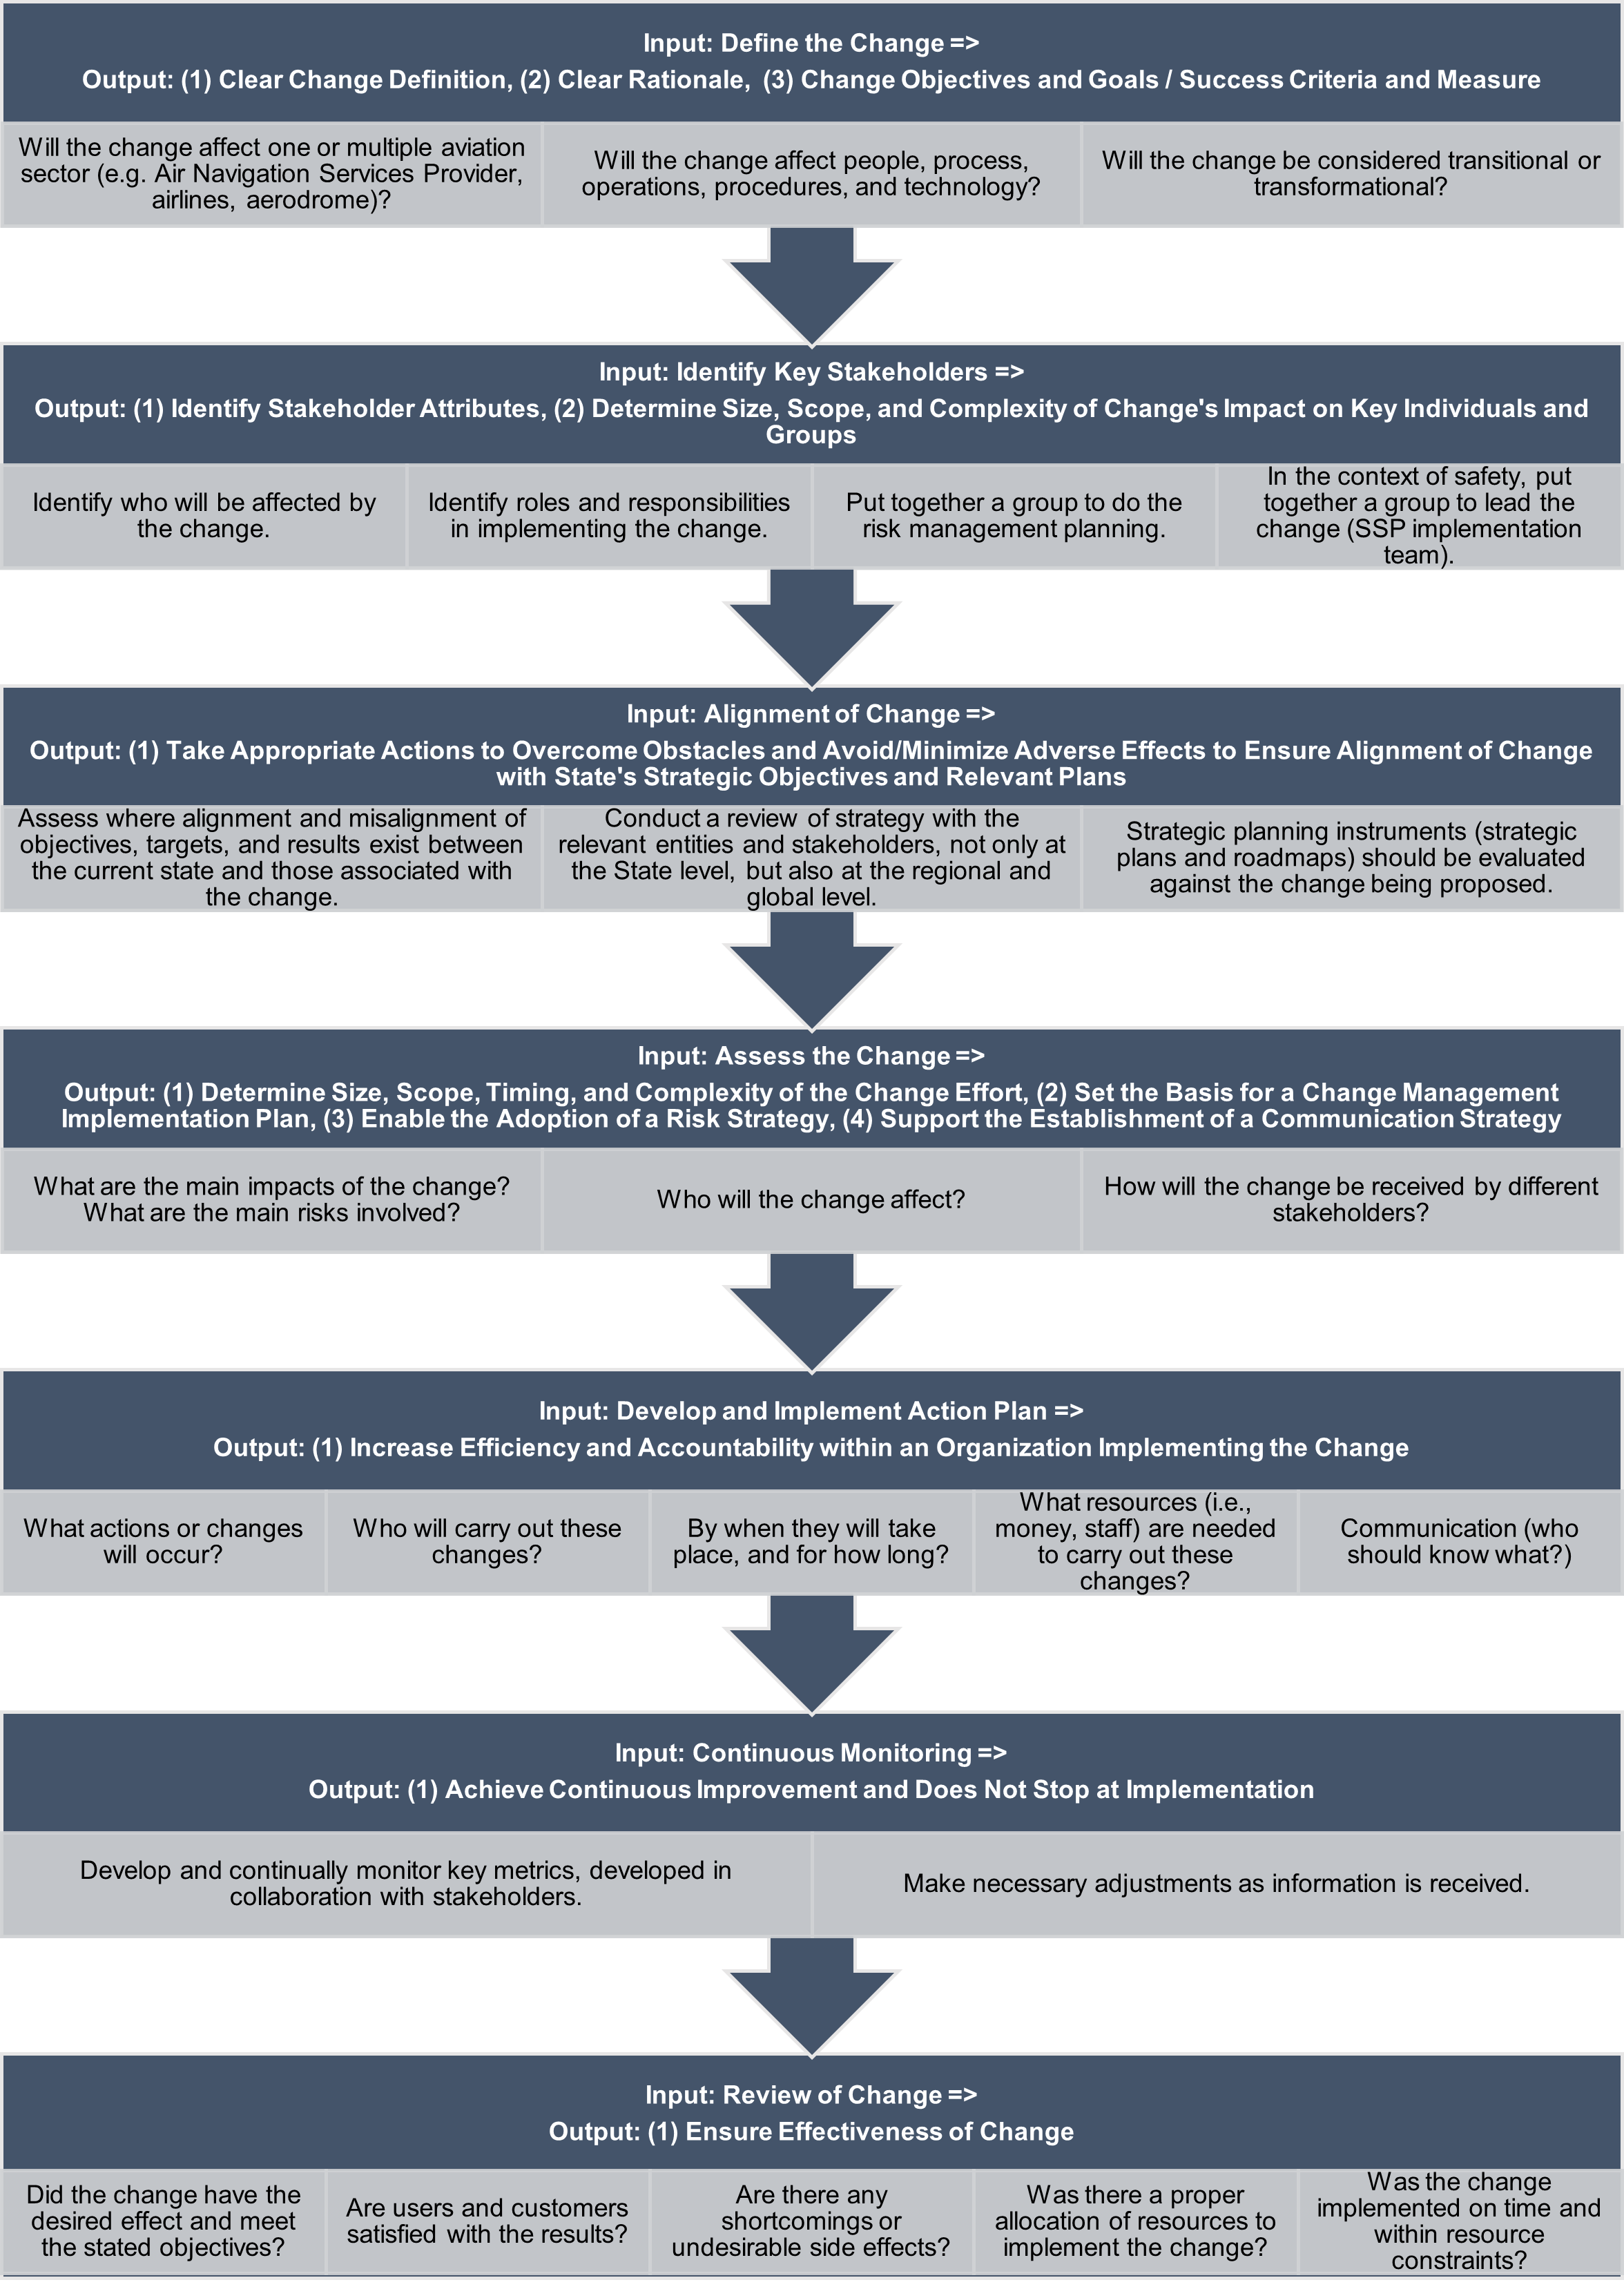 Input: Define the Change =>
Output: (1) Clear Change Definition, (2) Clear Rationale, (3) Change Objectives and Goals / Success Criteria and Measure
Will the change affect one or multiple aviation
sector (e.g. Air Navigation Services Provider,
airlines, aerodrome)?
Will the change affect people, process,
operations, procedures, and technology?
Will the change be considered transitional or
transformational?
Input: Identify Key Stakeholders =>
Output: (1) Identify Stakeholder Attributes, (2) Determine Size, Scope, and Complexity of Change's Impact on Key Individuals and
Groups
Identify who will be affected by
the change.
Identify roles and responsibilities
in implementing the change.
Put together a group to do the
risk management planning.
In the context of safety, put
together a group to lead the
change (SSP implementation
team).
Input: Alignment of Change =>
Output: (1) Take Appropriate Actions to Overcome Obstacles and Avoid/Minimize Adverse Effects to Ensure Alignment of Change
with State's Strategic Objectives and Relevant Plans
Assess where alignment and misalignment of
objectives, targets, and results exist between
the current state and those associated with
the change.
Conduct a review of strategy with the
relevant entities and stakeholders, not only at
the State level, but also at the regional and
global level.
Strategic planning instruments (strategic
plans and roadmaps) should be evaluated
against the change being proposed.
Input: Assess the Change =>
Output: (1) Determine Size, Scope, Timing, and Complexity of the Change Effort, (2) Set the Basis for a Change Management
Implementation Plan, (3) Enable the Adoption of a Risk Strategy, (4) Support the Establishment of a Communication Strategy
What are the main impacts of the change?
What are the main risks involved?
Who will the change affect?
How will the change be received by different
stakeholders?
Input: Develop and Implement Action Plan =>
Output: (1) Increase Efficiency and Accountability within an Organization Implementing the Change
What actions or changes
will occur?
Who will carry out these
changes?
By when they will take
place, and for how long?
What resources (i.e.,
money, staff) are needed
to carry out these
changes?
Communication (who
should know what?)
Input: Continuous Monitoring =>
Output: (1) Achieve Continuous Improvement and Does Not Stop at Implementation
Develop and continually monitor key metrics, developed in
collaboration with stakeholders.
Make necessary adjustments as information is received.
Input: Review of Change =>
Output: (1) Ensure Effectiveness of Change
Did the change have the
desired effect and meet
the stated objectives?
Are users and customers
satisfied with the results?
Are there any
shortcomings or
undesirable side effects?
Was there a proper
allocation of resources to
implement the change?
Was the change
implemented on time and
within resource
constraints?